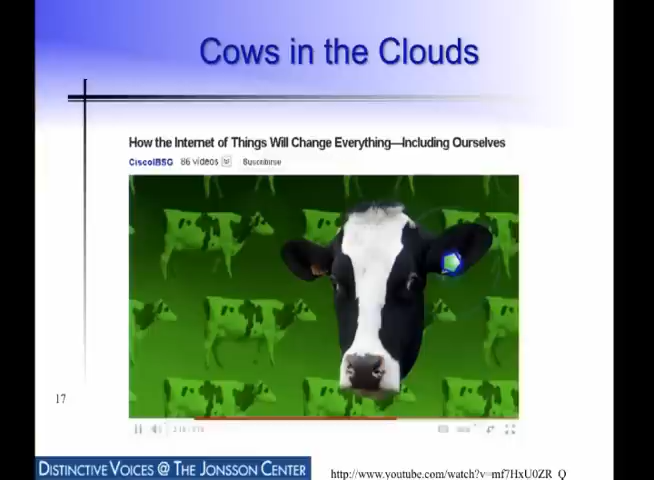 Cows in the Clouds
How the Internet of Things Will Change Everything—Including Ourselves
CiscoIBSG 86 videos Suscribirse
17
DISTINCTIVE VOICES @ THE JONSSON CENTER
http://www.youtube.com/watch?v=mf7HxU0ZR_Q